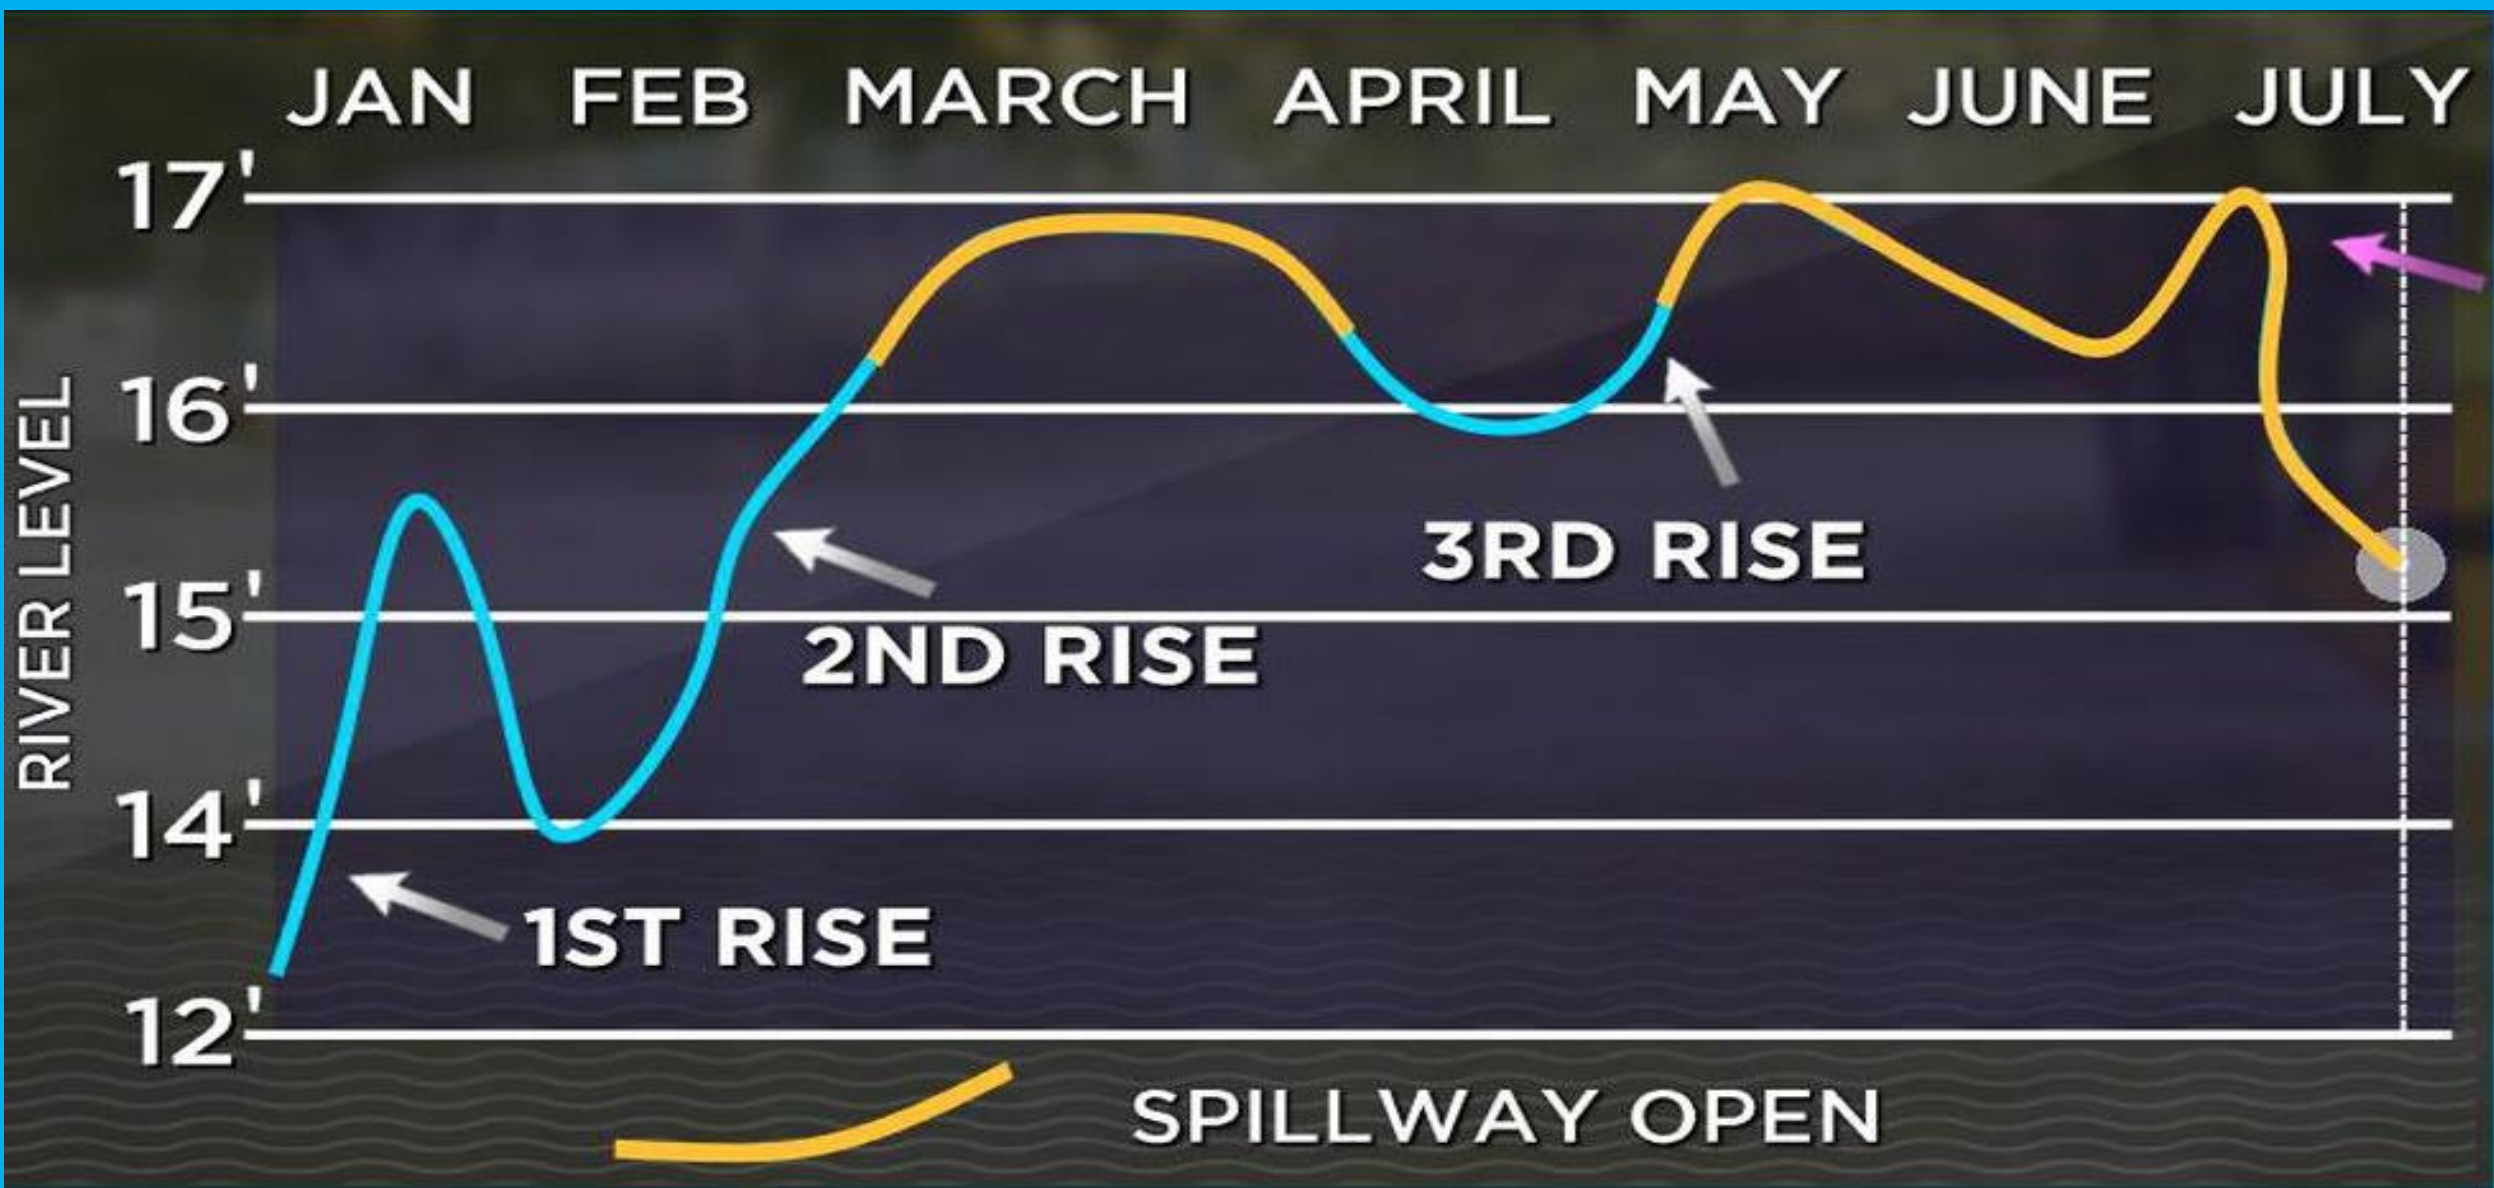 JAN FEB MARCH APRIL MAY JUNE JULY
17'
16'
RIVER LEVEL
3RD RISE
15'
2ND RISE
14'
1ST RISE
12'
SPILLWAY OPEN